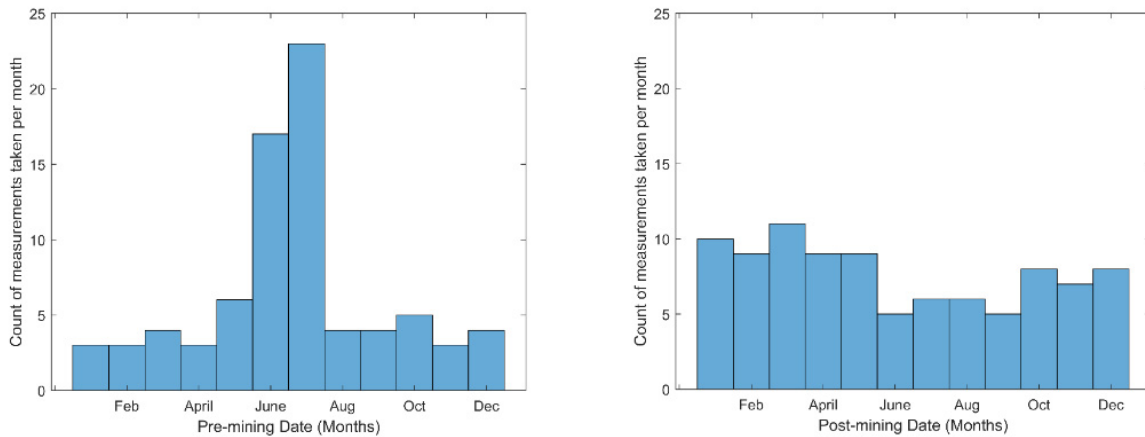 Count of measurements taken per month
25
20
15
10
5
0
Feb April June Aug Oct Dec
Pre-mining Date (Months)
Count of measurements taken per month
25
20
15
10
5
0
Feb April June Aug Oct Dec
Post-mining Date (Months)